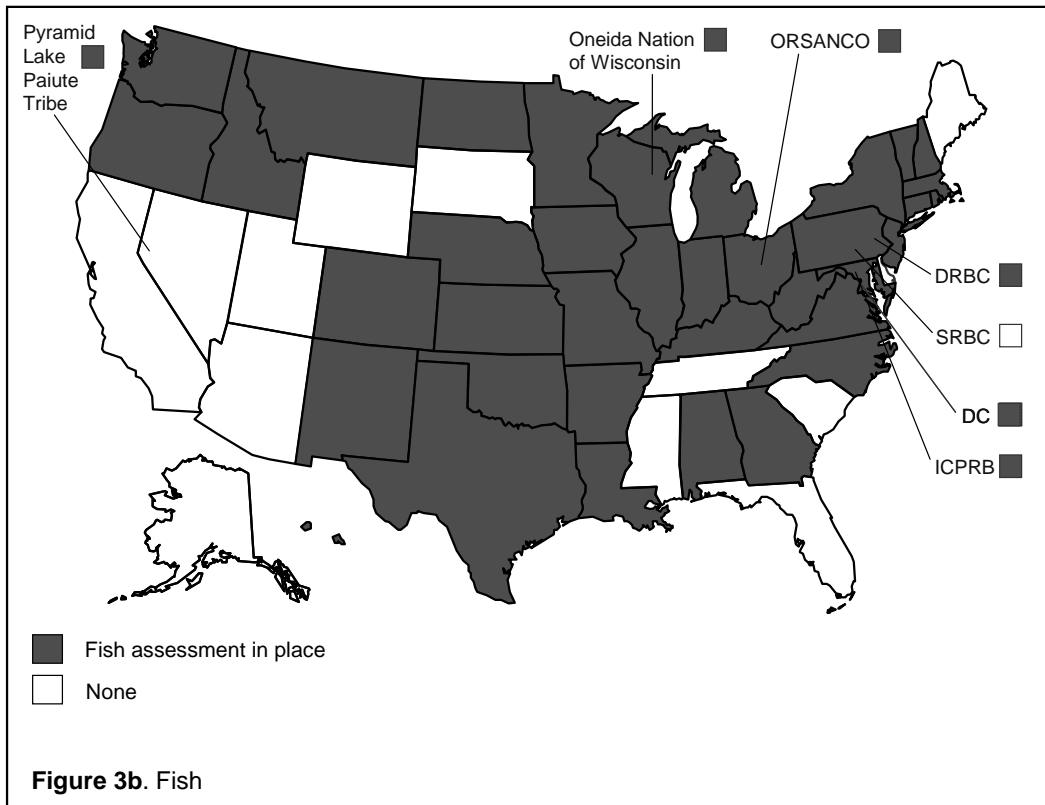 Pyramid
Lake
Paiute
Tribe
Oneida Nation
of Wisconsin
ORSANCO
DRBC
SRBC
DC
ICPRB
Fish assessment in place
None
Figure 3b. Fish